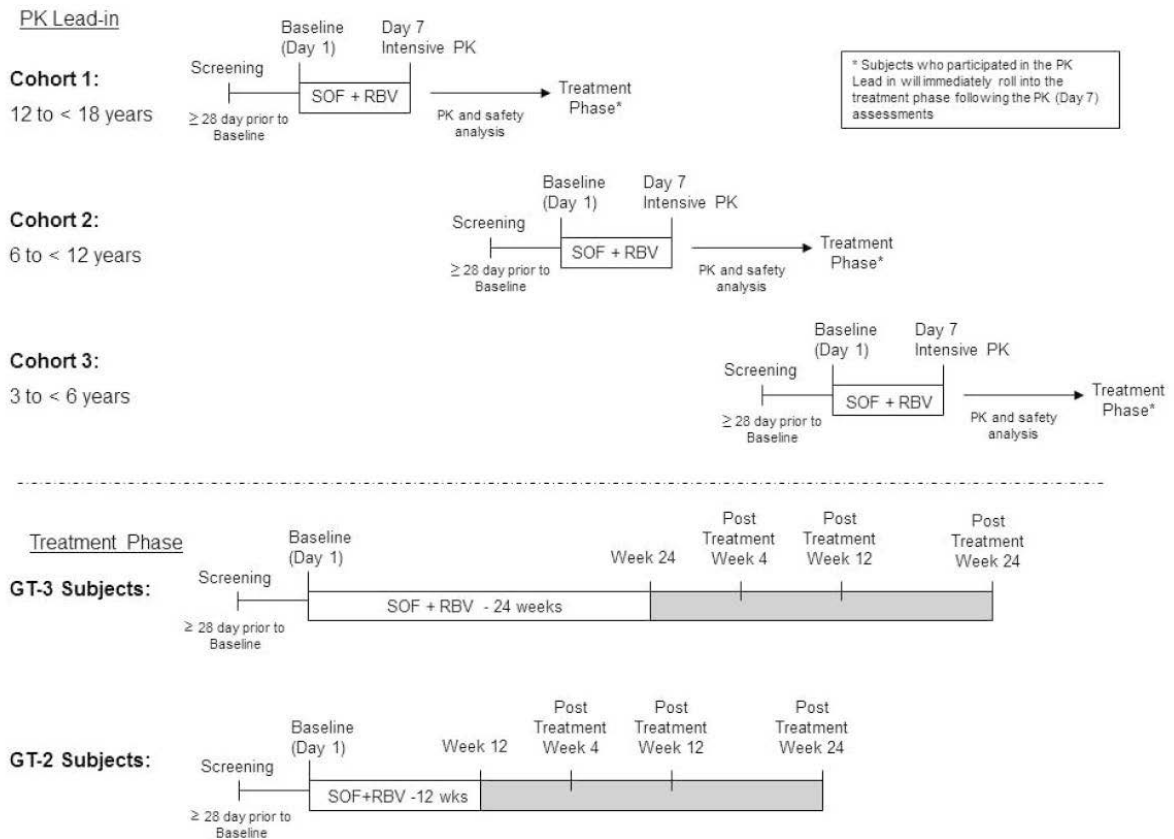 PK Lead-in
Cohort 1:
12 to < 18 years
Screening
Baseline
(Day 1)
Day 7
Intensive PK
SOF + RBV
≥ 28 day prior to
Baseline
PK and safety
analysis
Treatment
Phase*
* Subjects who participated in the PK
Lead in will immediately roll into the
treatment phase following the PK (Day 7)
assessments
Cohort 2:
6 to < 12 years
Screening
Baseline
(Day 1)
Day 7
Intensive PK
SOF + RBV
≥ 28 day prior to
Baseline
PK and safety
analysis
Treatment
Phase*
Cohort 3:
3 to < 6 years
Screening
Baseline
(Day 1)
Day 7
Intensive PK
SOF + RBV
≥ 28 day prior to
Baseline
PK and safety
analysis
Treatment
Phase*
Treatment Phase
GT-3 Subjects:
Screening
Baseline
(Day 1)
Week 24
Post
Treatment
Week 4
Post
Treatment
Week 12
Post
Treatment
Week 24
SOF + RBV - 24 weeks
≥ 28 day prior to
Baseline
GT-2 Subjects:
Screening
Baseline
(Day 1)
Week 12
Post
Treatment
Week 4
Post
Treatment
Week 12
Post
Treatment
Week 24
SOF+RBV -12 wks
≥ 28 day prior to
Baseline